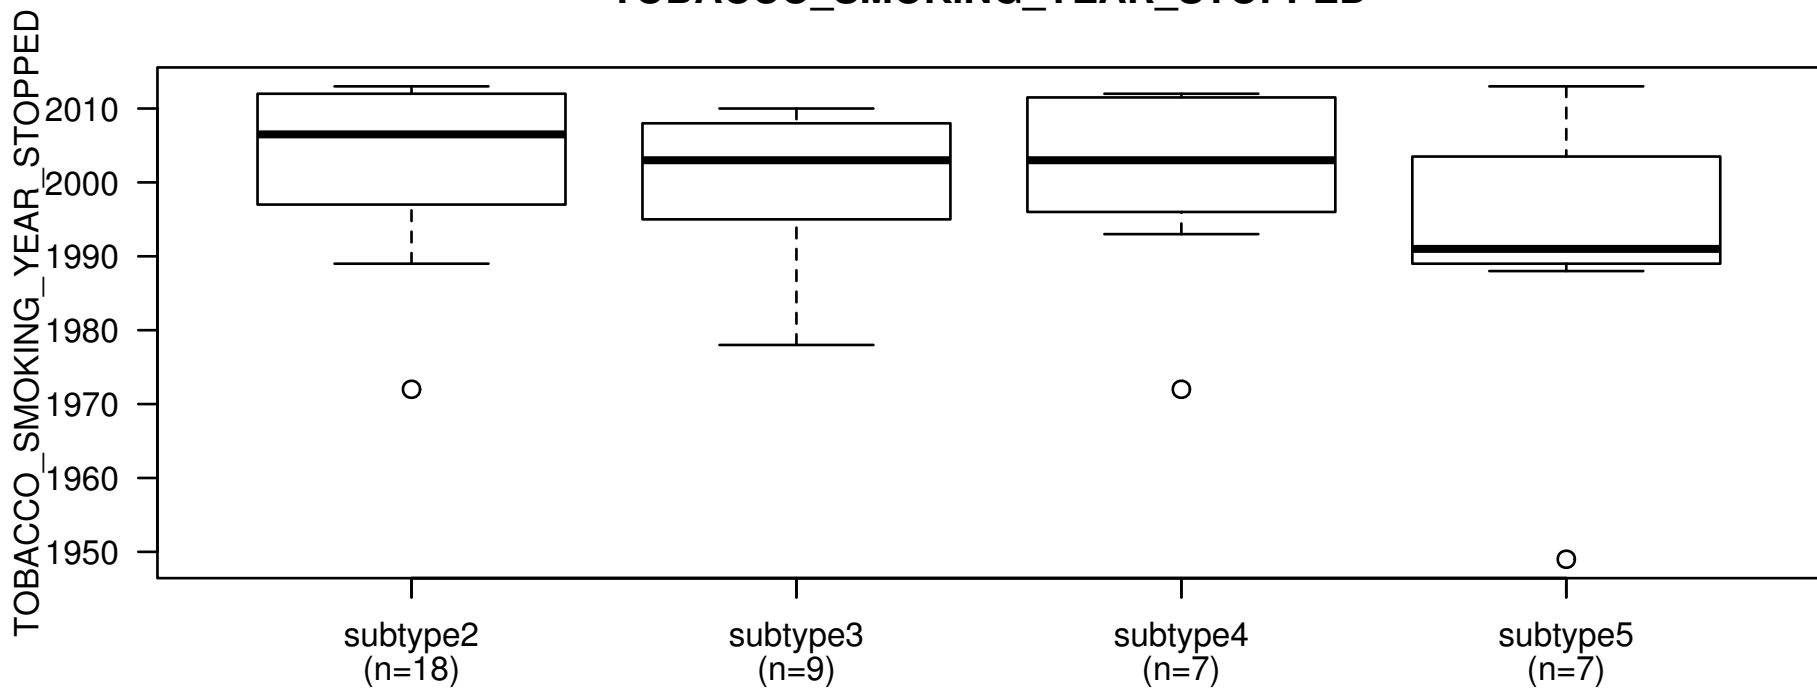 TOBACCO_SMOKING_YEAR_STOPPED
TOBACCO_SMOKING_YEAR_STOPPED
2010
2000
1990
1980
1970
1960
1950
subtype2 subtype3 subtype4 subtype5
(n=18) (n=9) (n=7) (n=7)